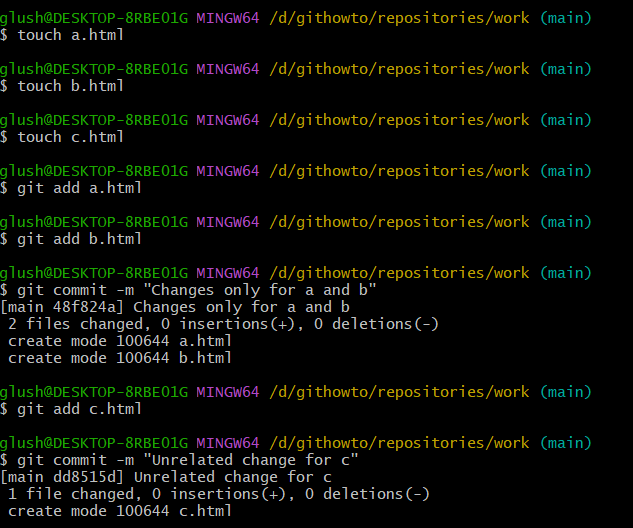 glush@DESKTOP-8RBE01G MINGW64 /d/githowto/repositories/work (main)
$ touch a.html
glush@DESKTOP-8RBE01G MINGW64 /d/githowto/repositories/work (main)
$ touch b.html
glush@DESKTOP-8RBE01G MINGW64 /d/githowto/repositories/work (main)
$ touch c.html
glush@DESKTOP-8RBE01G MINGW64 /d/githowto/repositories/work (main)
$ git add a.html
glush@DESKTOP-8RBE01G MINGW64 /d/githowto/repositories/work (main)
$ git add b.html
glush@DESKTOP-8RBE01G MINGW64 /d/githowto/repositories/work (main)
$ git commit -m "Changes only for a and b"
[main 48f824a] Changes only for a and b
 2 files changed, 0 insertions(+), 0 deletions(-)
 create mode 100644 a.html
 create mode 100644 b.html
glush@DESKTOP-8RBE01G MINGW64 /d/githowto/repositories/work (main)
$ git add c.html
glush@DESKTOP-8RBE01G MINGW64 /d/githowto/repositories/work (main)
$ git commit -m "Unrelated change for c"
[main dd8515d] Unrelated change for c
 1 file changed, 0 insertions(+), 0 deletions(-)
 create mode 100644 c.html